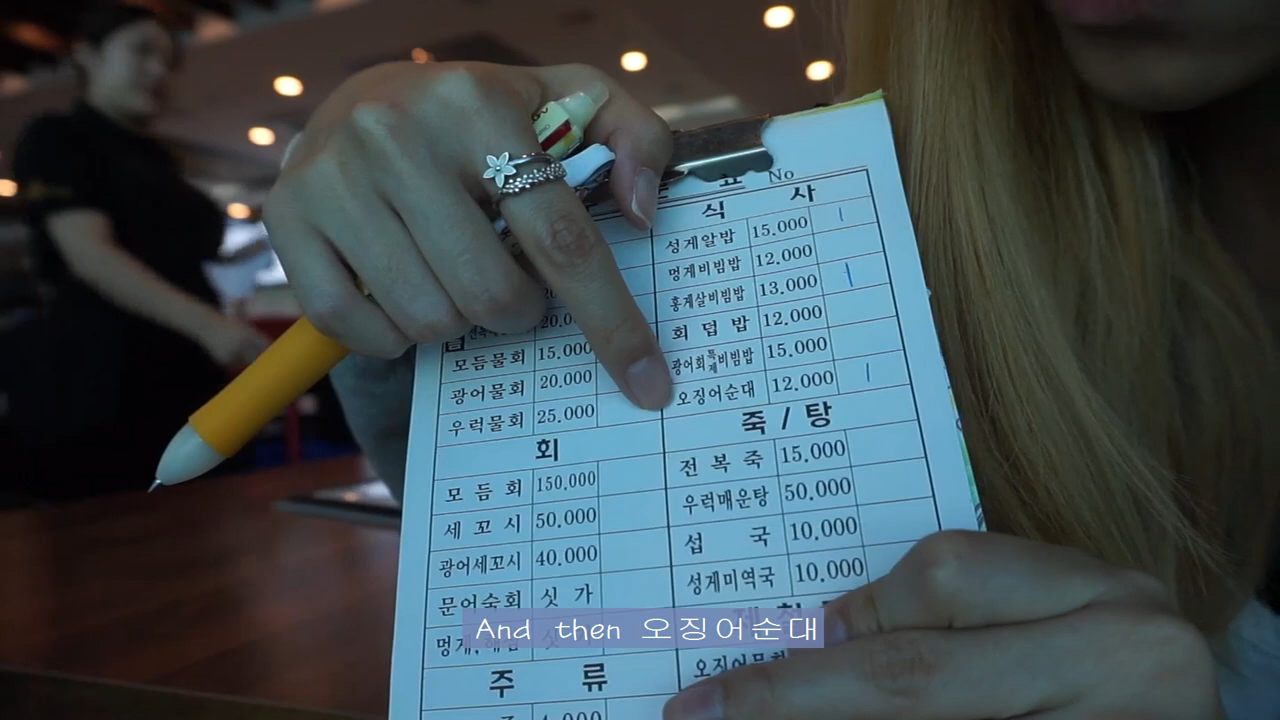 No
식 사
성게알밥 15.000
멍게비빔밥 12.000
홍게살비빔밥 13.000
회 덥 밥 12.000
광어회특제비빔밥 15.000
오징어순대 12.000
20.000
모듬물회 15.000
광어물회 20.000
우럭물회 25.000
회
모 듬 회 150.000
세 꼬 시 50.000
광어세꼬시 40.000
문어숙회 싯 가
멍게,
주 류
죽 / 탕
전 복 죽 15.000
우럭매운탕 50.000
섭 국 10.000
성게미역국 10.000
And then 오징어순대